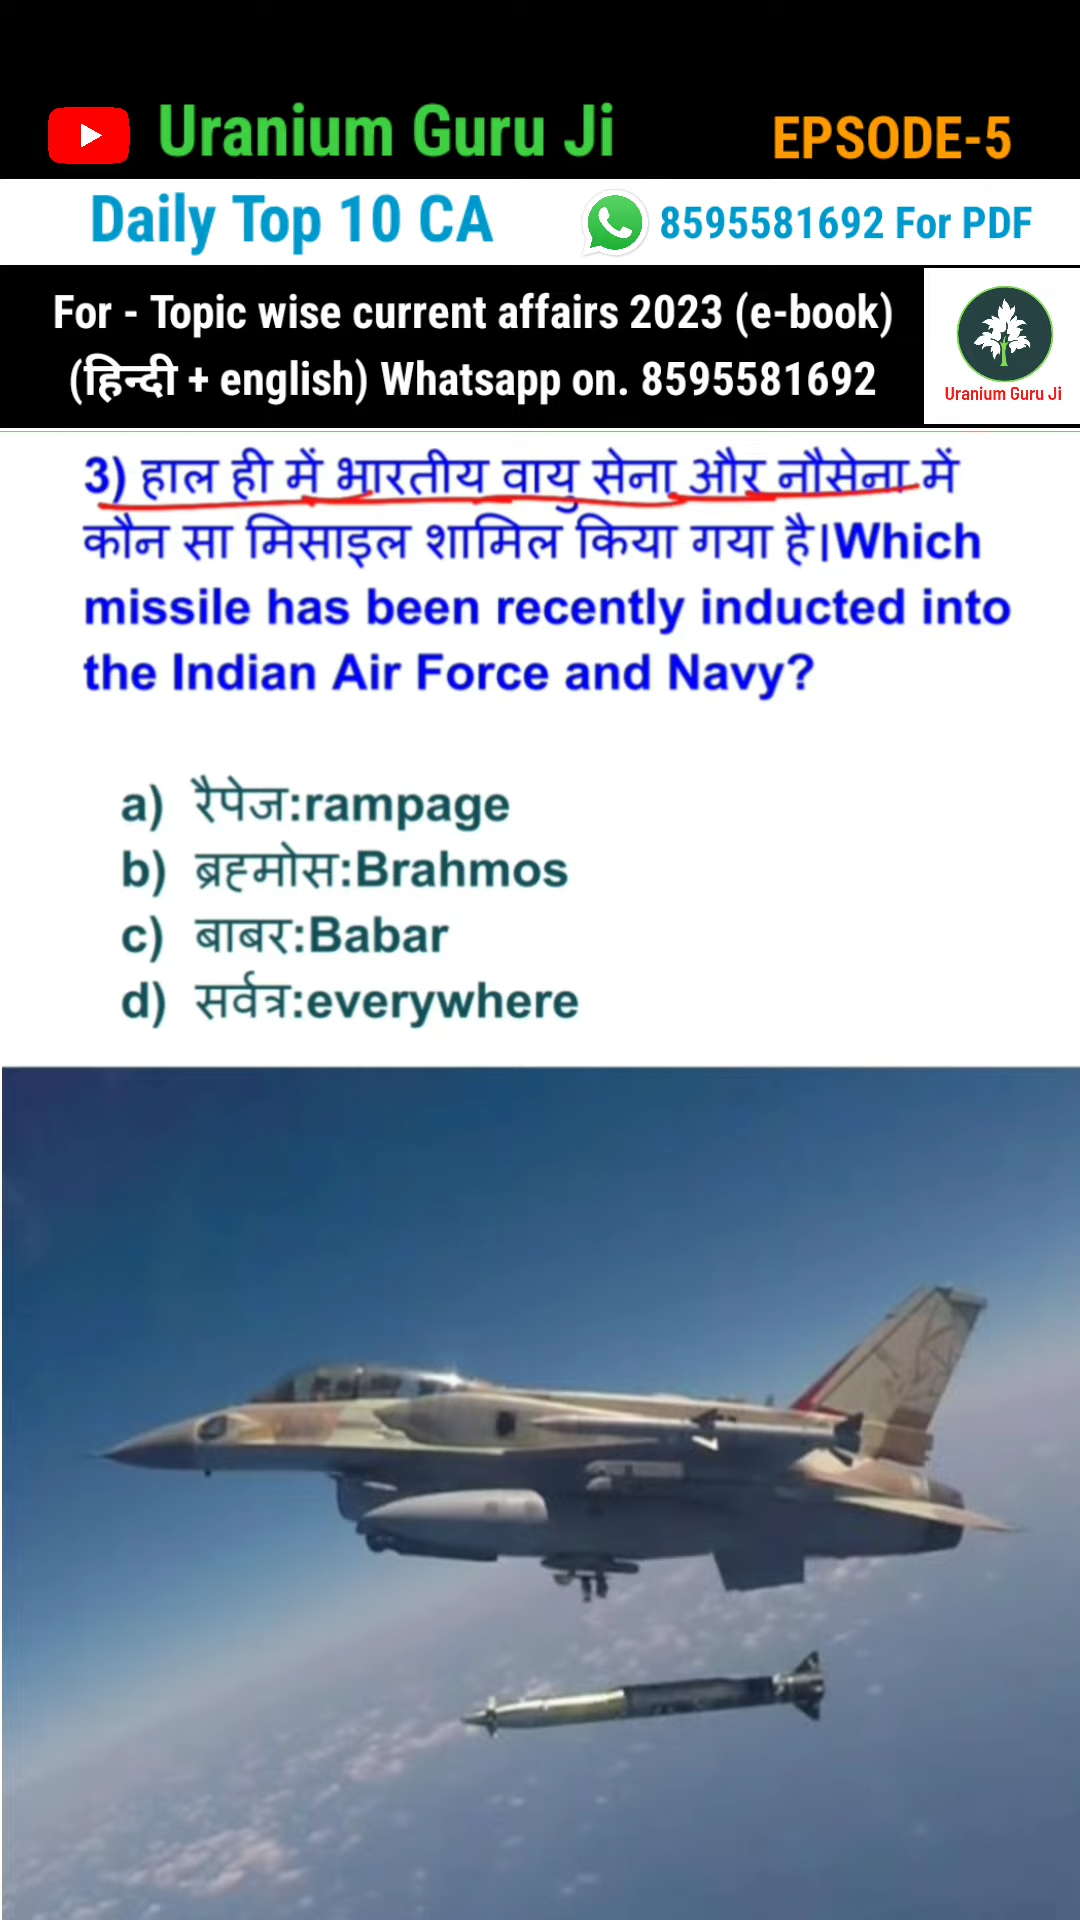 Uranium Guru Ji
EPSODE-5
Daily Top 10 CA
8595581692 For PDF
For - Topic wise current affairs 2023 (e-book)
(हिन्दी + english) Whatsapp on. 8595581692
Uranium Guru Ji
3) हाल ही में भारतीय वायु सेना और नौसेना में
कौन सा मिसाइल शामिल किया गया है।Which
missile has been recently inducted into
the Indian Air Force and Navy?
a) रैपेज:rampage
b) ब्रह्मोस:Brahmos
c) बाबर:Babar
d) सर्वत्र:everywhere